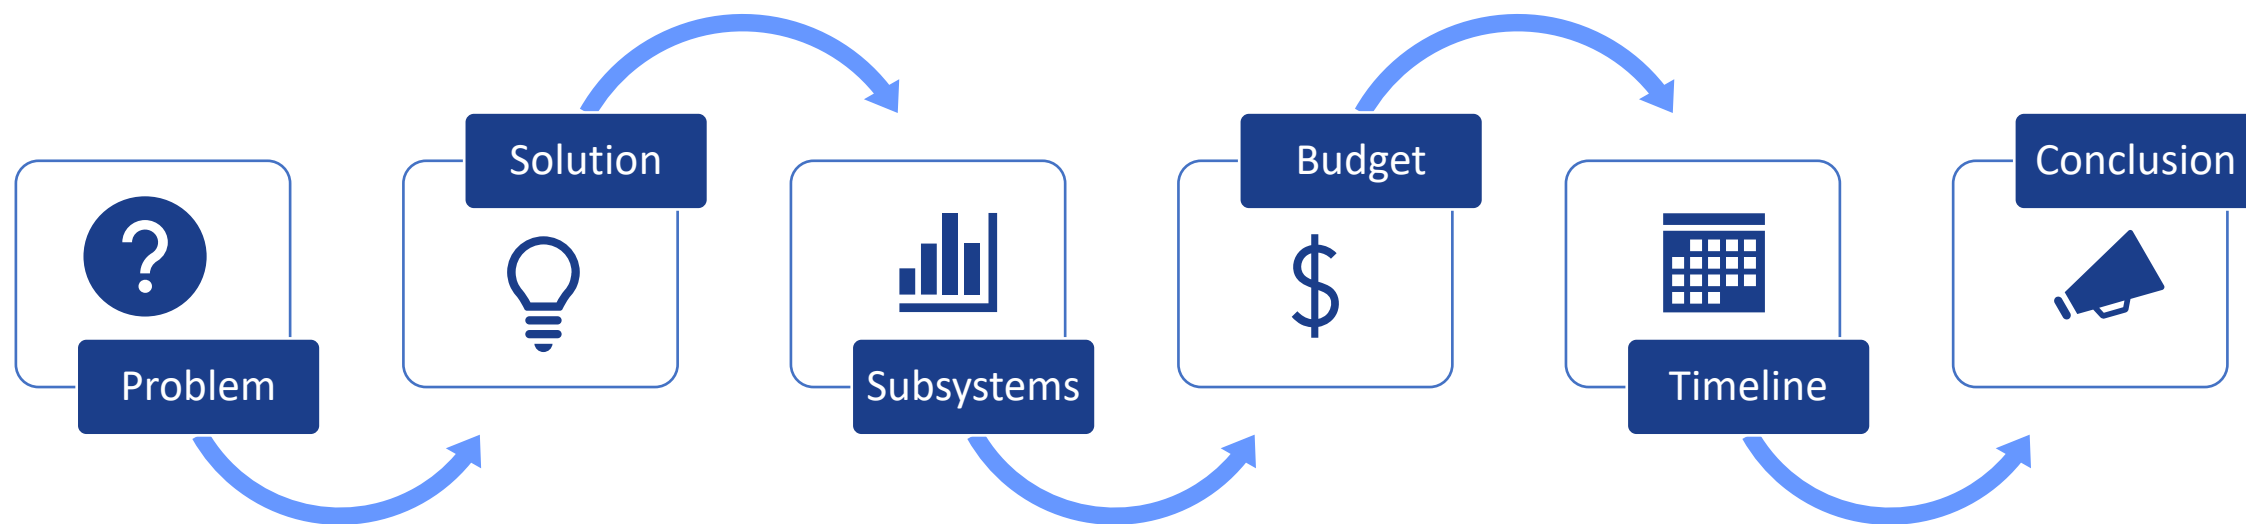 Problem
Solution
Subsystems
Budget
Timeline
Conclusion